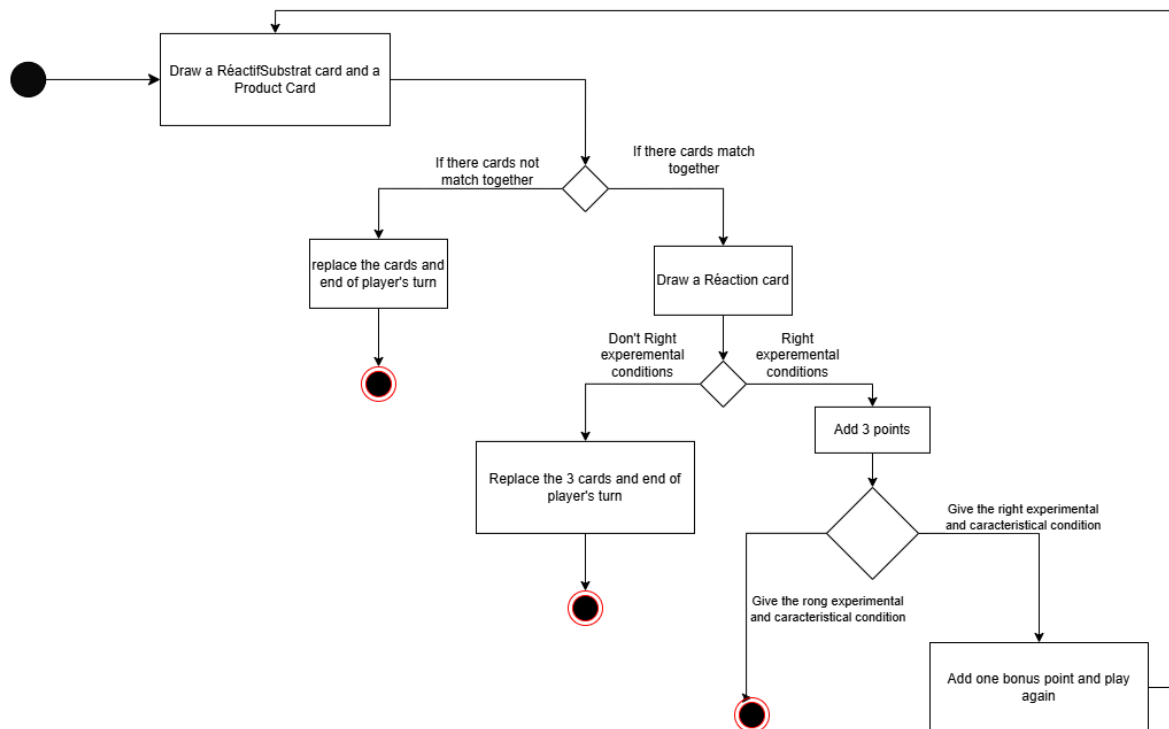 Draw a RéactifSubstrat card and a
Product Card
If there cards not
match together
If there cards match
together
replace the cards and
end of player's turn
Draw a Réaction card
Don't Right
experemental
conditions
Right
experemental
conditions
Add 3 points
Replace the 3 cards and end of
player's turn
Give the right experimental
and caracteristical condition
Give the rong experimental
and caracteristical condition
Add one bonus point and play
again